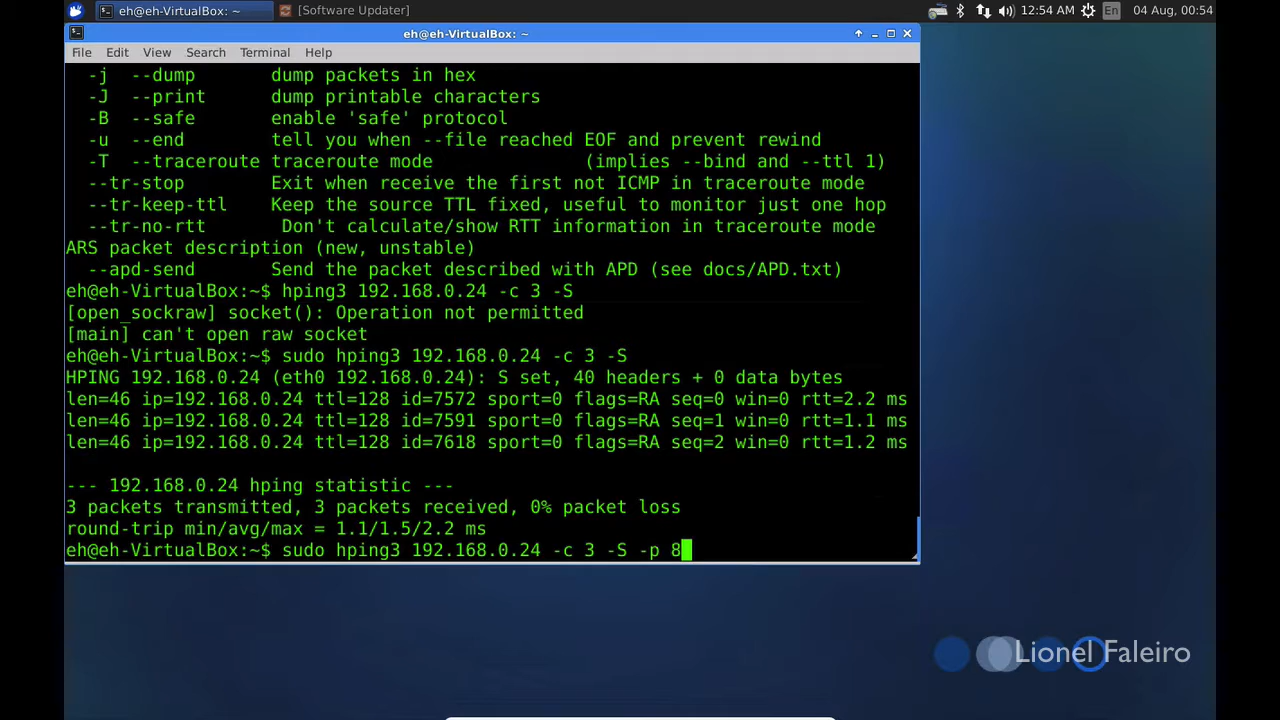 eh@eh-VirtualBox: ~
[Software Updater]
12:54 AM
En
04 Aug, 00:54
eh@eh-VirtualBox: ~
File Edit View Search Terminal Help
-j --dump dump packets in hex
-J --print dump printable characters
-B --safe enable 'safe' protocol
-u --end tell you when --file reached EOF and prevent rewind
-T --traceroute traceroute mode (implies --bind and --ttl 1)
--tr-stop Exit when receive the first not ICMP in traceroute mode
--tr-keep-ttl Keep the source TTL fixed, useful to monitor just one hop
--tr-no-rtt Don't calculate/show RTT information in traceroute mode
ARS packet description (new, unstable)
--apd-send Send the packet described with APD (see docs/APD.txt)
eh@eh-VirtualBox:~$ hping3 192.168.0.24 -c 3 -S
[open_sockraw] socket(): Operation not permitted
[main] can't open raw socket
eh@eh-VirtualBox:~$ sudo hping3 192.168.0.24 -c 3 -S
HPING 192.168.0.24 (eth0 192.168.0.24): S set, 40 headers + 0 data bytes
len=46 ip=192.168.0.24 ttl=128 id=7572 sport=0 flags=RA seq=0 win=0 rtt=2.2 ms
len=46 ip=192.168.0.24 ttl=128 id=7591 sport=0 flags=RA seq=1 win=0 rtt=1.1 ms
len=46 ip=192.168.0.24 ttl=128 id=7618 sport=0 flags=RA seq=2 win=0 rtt=1.2 ms
--- 192.168.0.24 hping statistic ---
3 packets transmitted, 3 packets received, 0% packet loss
round-trip min/avg/max = 1.1/1.5/2.2 ms
eh@eh-VirtualBox:~$ sudo hping3 192.168.0.24 -c 3 -S -p 8
Lionel Faleiro